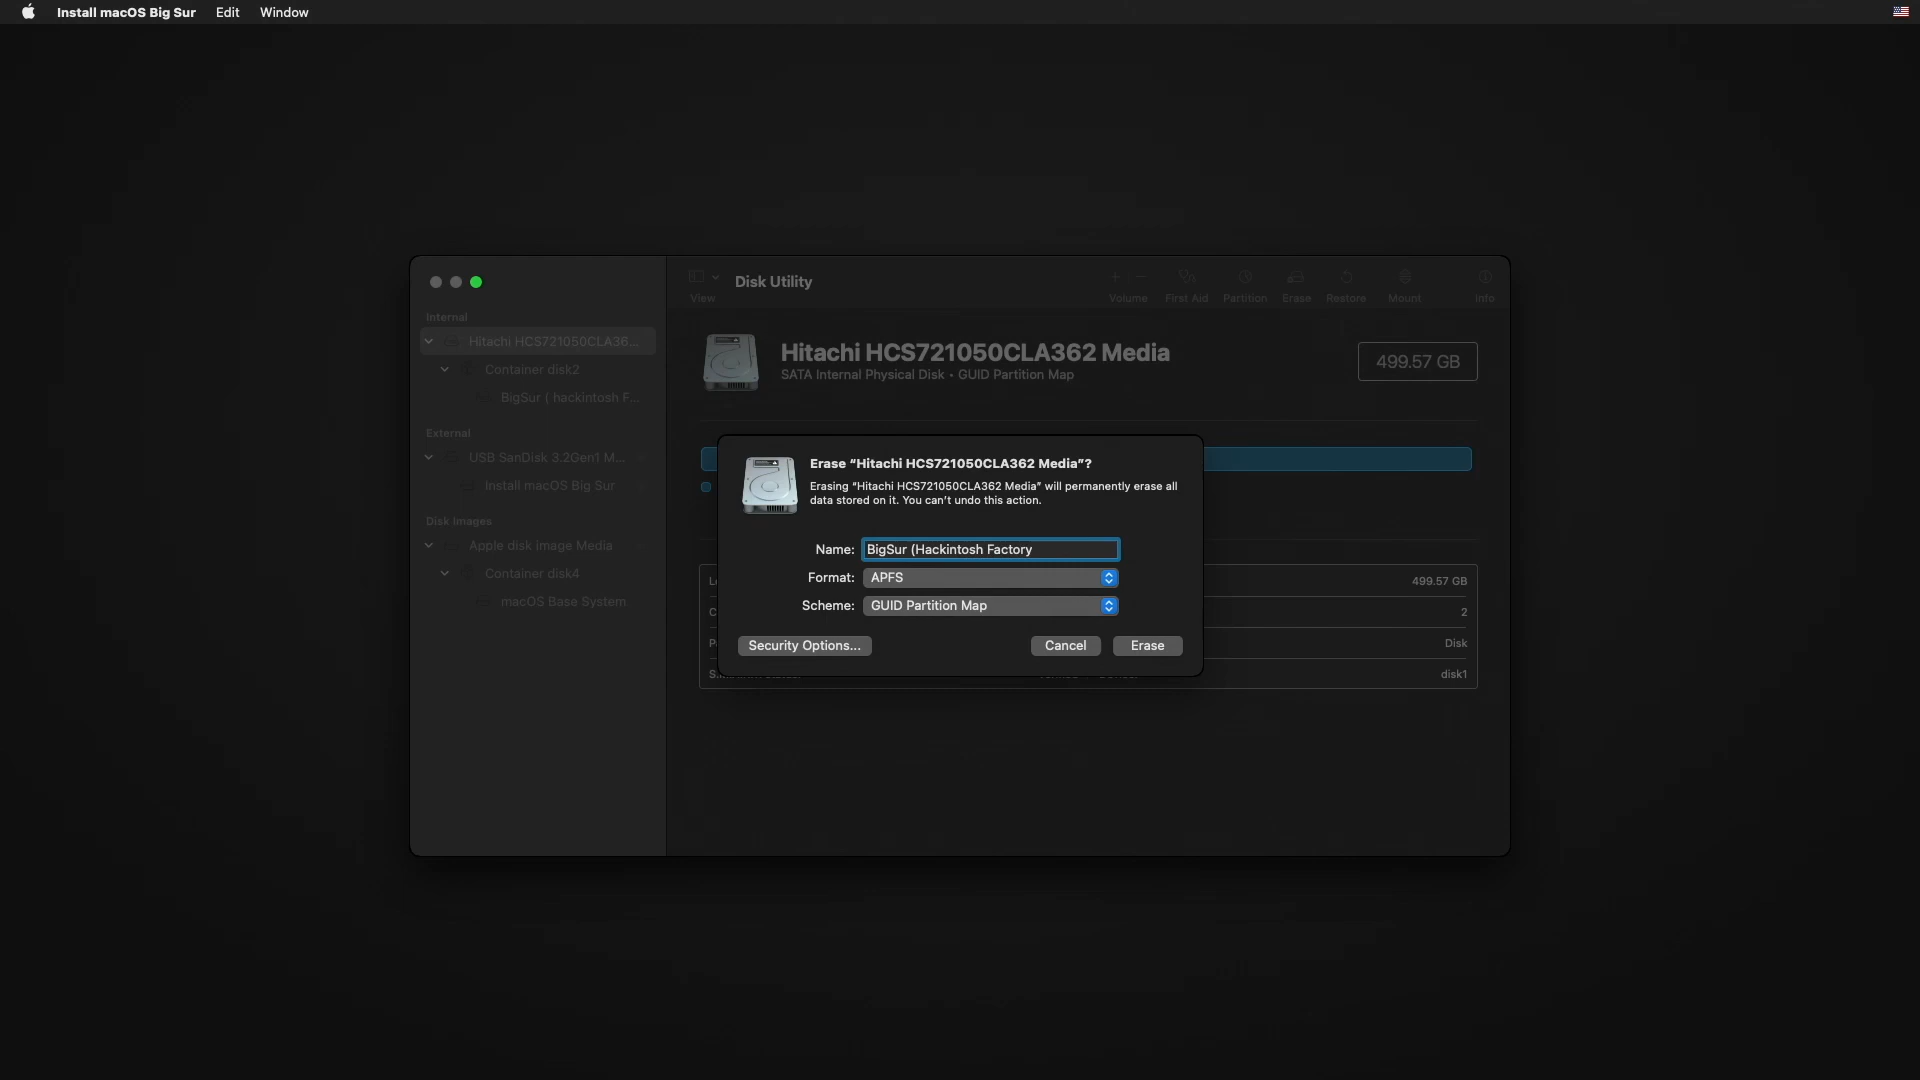 Install macOS Big Sur Edit Window
Disk Utility
View
Volume First Aid Partition Erase Restore Mount Info
Internal
Hitachi HCS721050CLA36...
Container disk2
BigSur ( hackintosh F...
External
USB SanDisk 3.2Gen1 M...
Install macOS Big Sur
Disk Images
Apple disk image Media
Container disk4
macOS Base System
Hitachi HCS721050CLA362 Media
SATA Internal Physical Disk • GUID Partition Map
499.57 GB
Erase “Hitachi HCS721050CLA362 Media”?
Erasing “Hitachi HCS721050CLA362 Media” will permanently erase all
data stored on it. You can’t undo this action.
Name: BigSur (Hackintosh Factory
Format: APFS
Scheme: GUID Partition Map
Security Options... Cancel Erase
499.57 GB
2
Disk
disk1